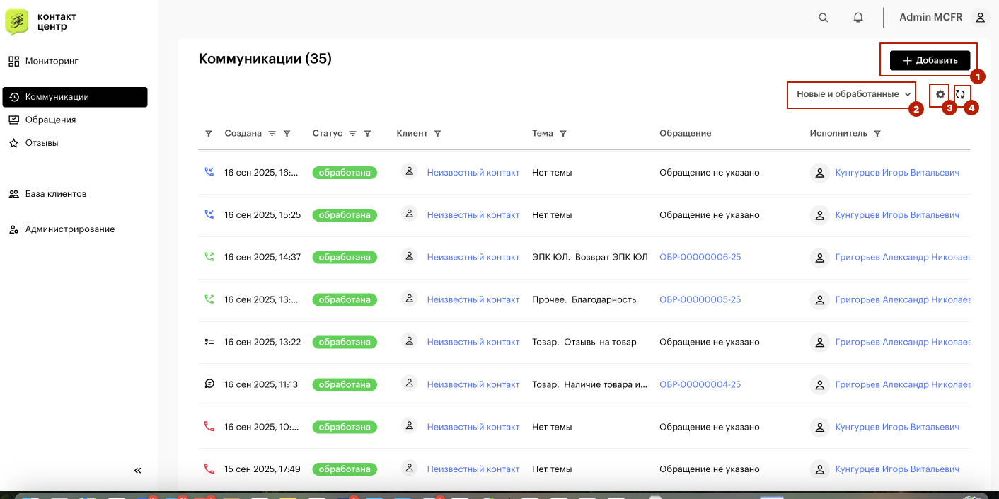 контакт
центр
Admin MCFR
Мониторинг
Коммуникации
Обращения
Отзывы
База клиентов
Администрирование
Коммуникации (35)
Добавить
1
Новые и обработанные
2
3
4
Создана Статус Клиент Тема Обращение Исполнитель
16 сен 2025, 16:... обработана Неизвестный контакт Нет темы Обращение не указано Кунгурцев Игорь Витальевич
16 сен 2025, 15:25 обработана Неизвестный контакт Нет темы Обращение не указано Кунгурцев Игорь Витальевич
16 сен 2025, 14:37 обработана Неизвестный контакт ЭПК ЮЛ. Возврат ЭПК ЮЛ ОБР-00000006-25 Григорьев Александр Николаев
16 сен 2025, 13:... обработана Неизвестный контакт Прочее. Благодарность ОБР-00000005-25 Григорьев Александр Николаев
16 сен 2025, 13:22 обработана Неизвестный контакт Товар. Отзывы на товар Обращение не указано Григорьев Александр Николаев
16 сен 2025, 11:13 обработана Неизвестный контакт Товар. Наличие товара и... ОБР-00000004-25 Григорьев Александр Николаев
16 сен 2025, 10:... обработана Неизвестный контакт Нет темы Обращение не указано Кунгурцев Игорь Витальевич
15 сен 2025, 17:49 обработана Неизвестный контакт Нет темы Обращение не указано Кунгурцев Игорь Витальевич